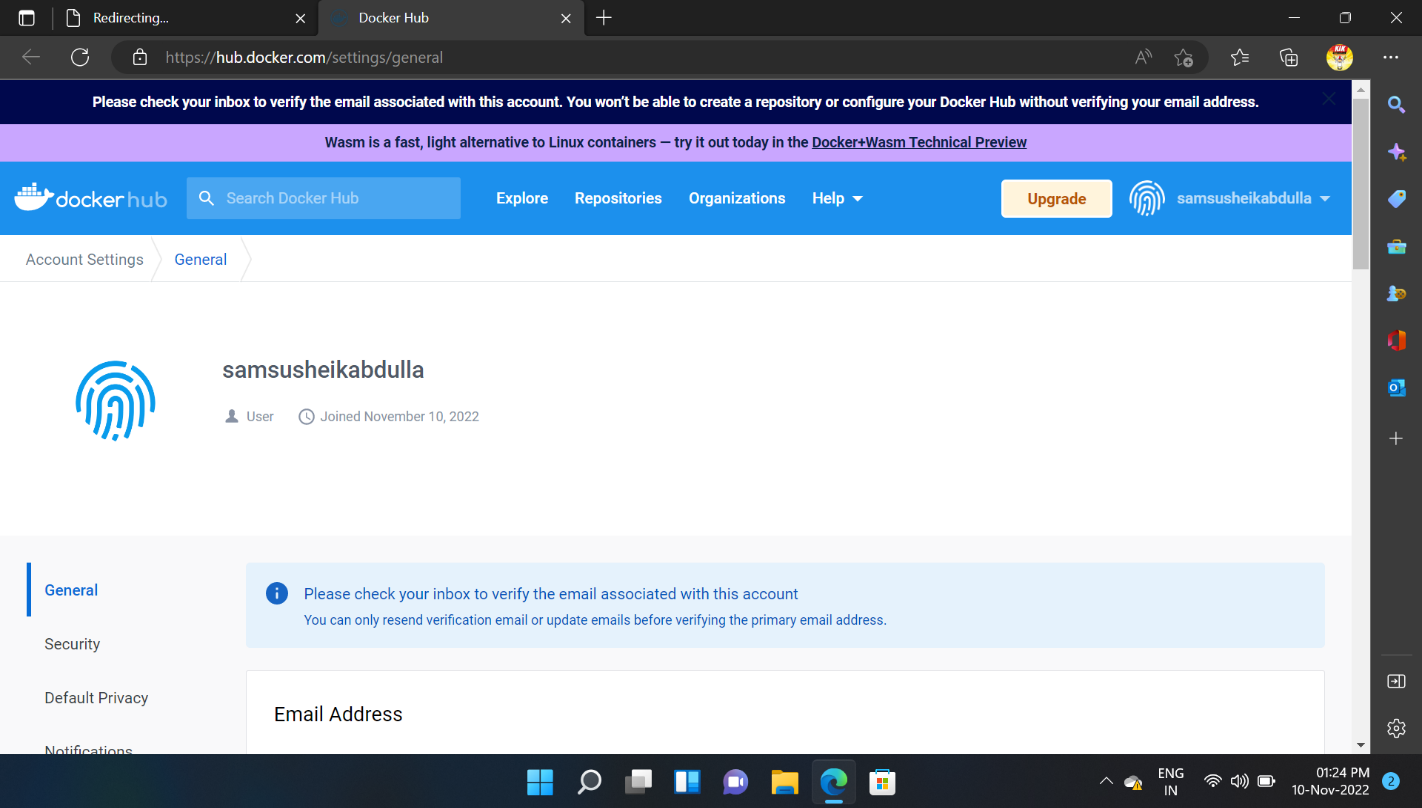 Redirecting...
Docker Hub
https://hub.docker.com/settings/general
Please check your inbox to verify the email associated with this account. You won't be able to create a repository or configure your Docker Hub without verifying your email address.
Wasm is a fast, light alternative to Linux containers — try it out today in the Docker+Wasm Technical Preview
docker hub
Search Docker Hub
Explore
Repositories
Organizations
Help
Upgrade
samsusheikabdulla
Account Settings
General
samsusheikabdulla
User
Joined November 10, 2022
General
Please check your inbox to verify the email associated with this account
You can only resend verification email or update emails before verifying the primary email address.
Security
Default Privacy
Notifications
Email Address
ENG
IN
01:24 PM
10-Nov-2022
2